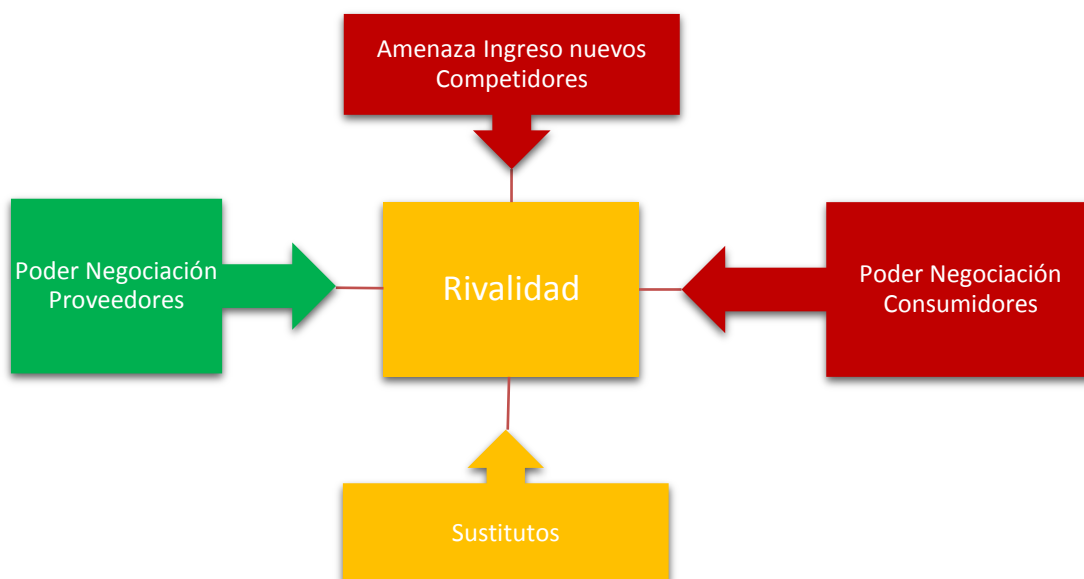 Amenaza Ingreso nuevos
Competidores
Poder Negociación
Proveedores
Rivalidad
Poder Negociación
Consumidores
Sustitutos